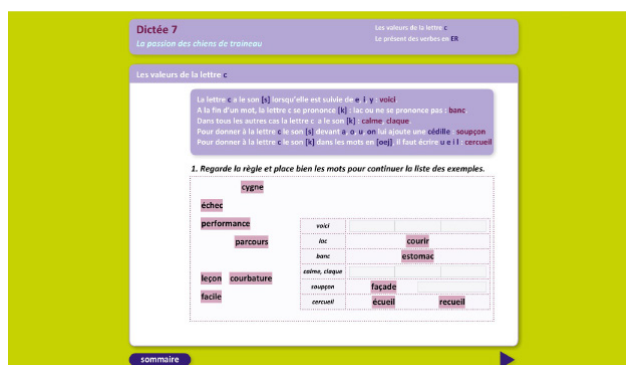 Dictée 7
La passion des chiens de traineau
Les valeurs de la lettre c
Le présent des verbes en ER
Les valeurs de la lettre c
La lettre c a le son [s] lorsqu'elle est suivie de e i y : voici
A la fin d'un mot, la lettre c se prononce [k] : lac ou ne se prononce pas : banc
Dans tous les autres cas la lettre c a le son [k] : calme, claque
Pour donner à la lettre c le son [s] devant a, o, u, on lui ajoute une cédille : soupçon
Pour donner à la lettre c le son [k] dans les mots en [oej], il faut écrire u e i l : cercueil
1. Regarde la règle et place bien les mots pour continuer la liste des exemples.
cygne
échec
performance
parcours
leçon courbature
facile
voici
lac courir
banc estomac
calme, claque
soupçon façade
cercueil écueil recueil
sommaire